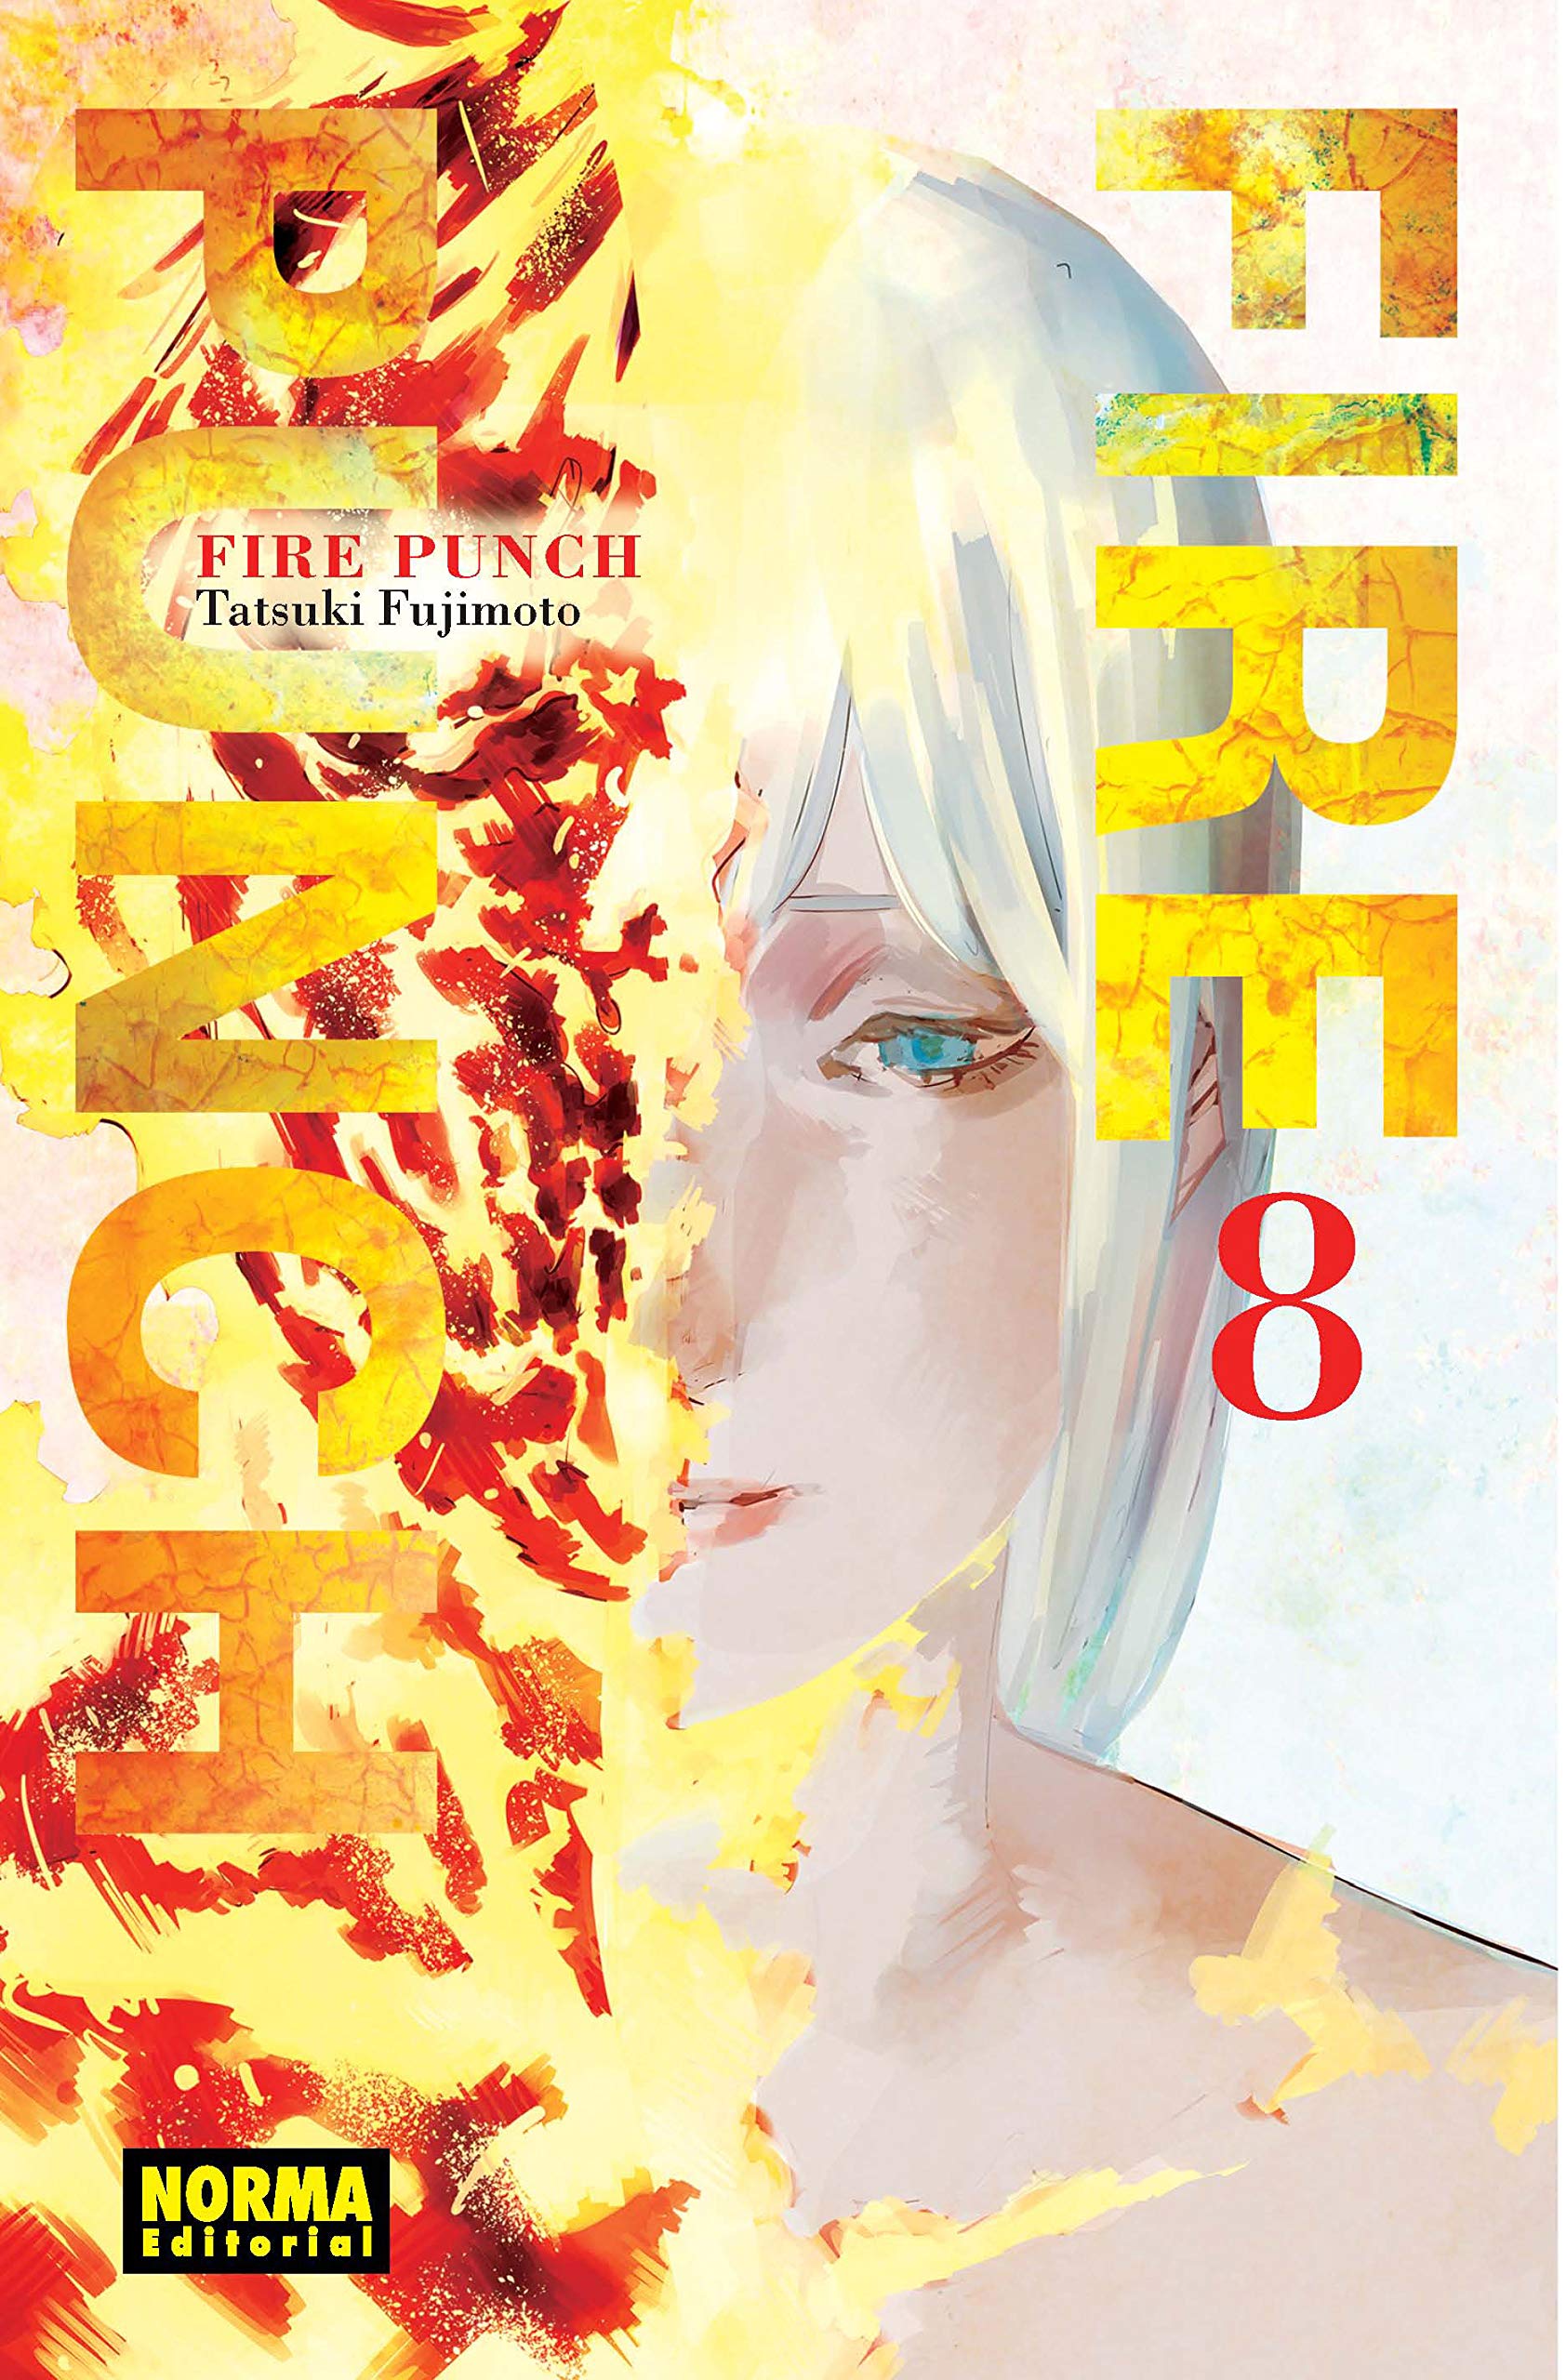 FIRE
PUNCH
FIRE PUNCH
Tatsuki Fujimoto
8
NORMA
Editorial